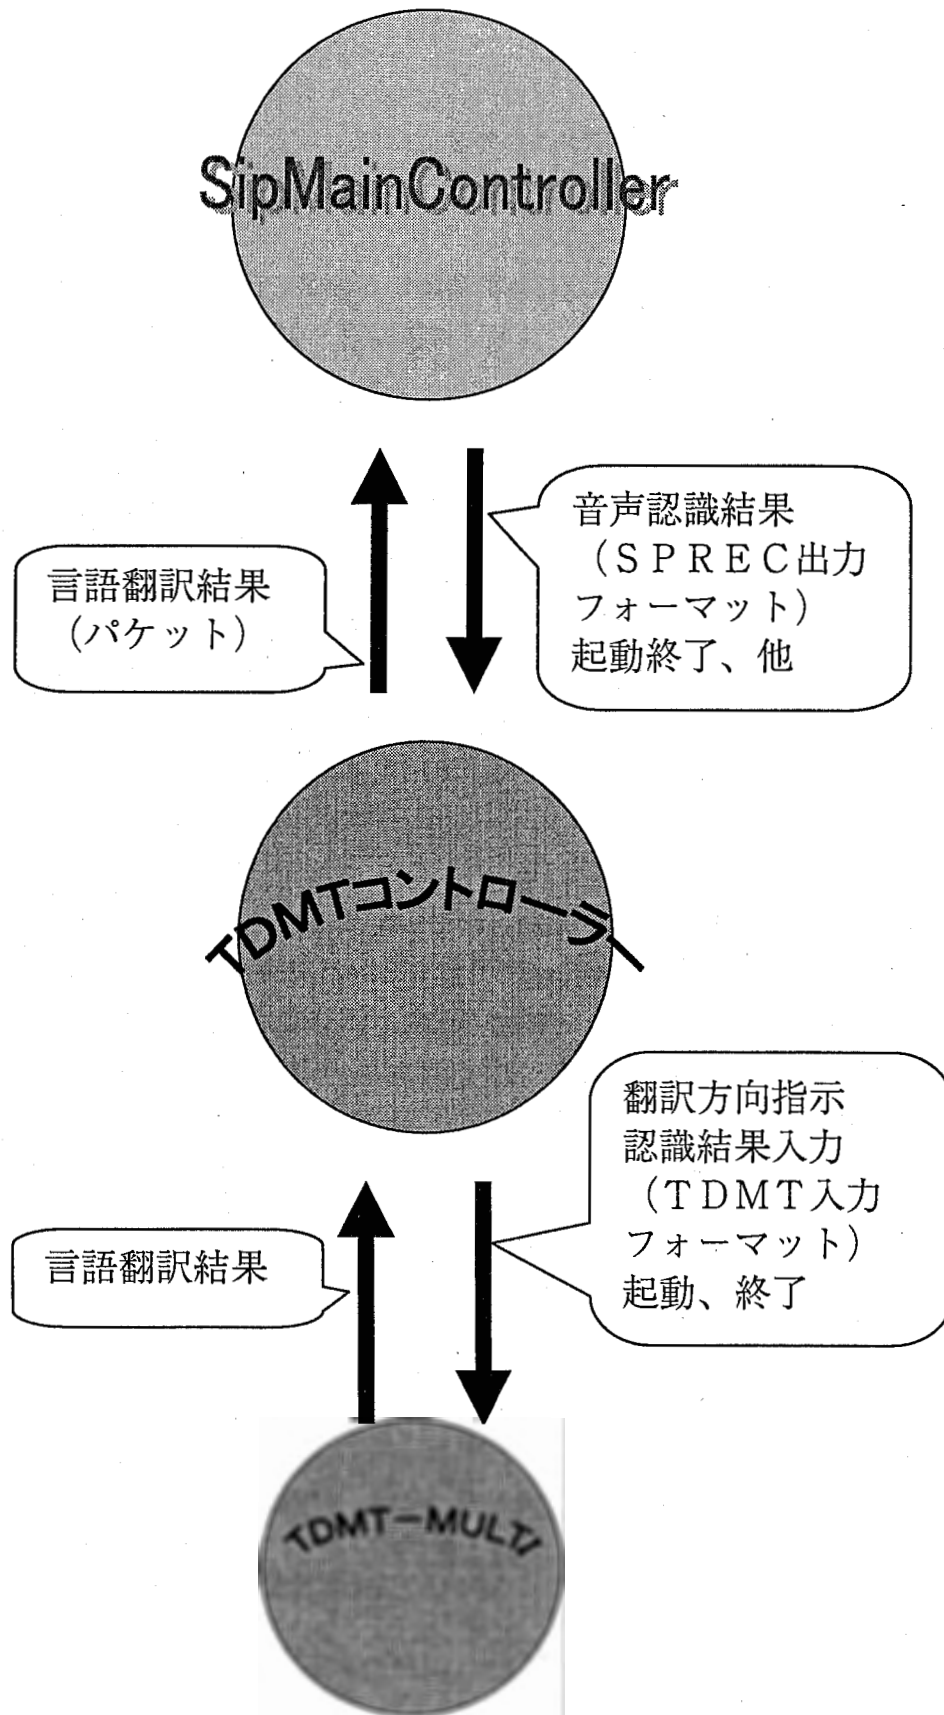 SipMainController
音声認識結果
（ＳＰＲＥＣ出力
フォーマット）
起動終了、他
言語翻訳結果
（パケット）
TDMTコントローラー
翻訳方向指示
認識結果入力
（ＴＤＭＴ入力
フォーマット）
起動、終了
言語翻訳結果
TDMT－MULTI